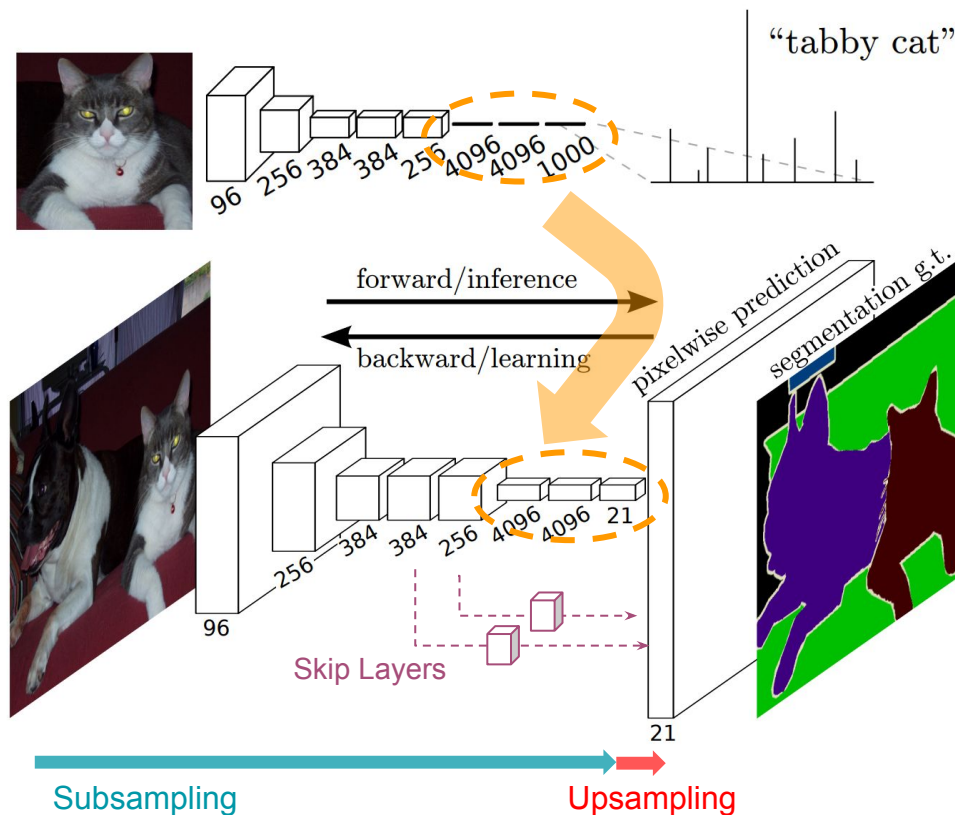 “tabby cat”
96
256
384
384
256
4096
4096
1000
forward/inference
backward/learning
pixelwise prediction
segmentation g.t.
96
256
384
384
256
4096
4096
21
21
Skip Layers
Subsampling
Upsampling